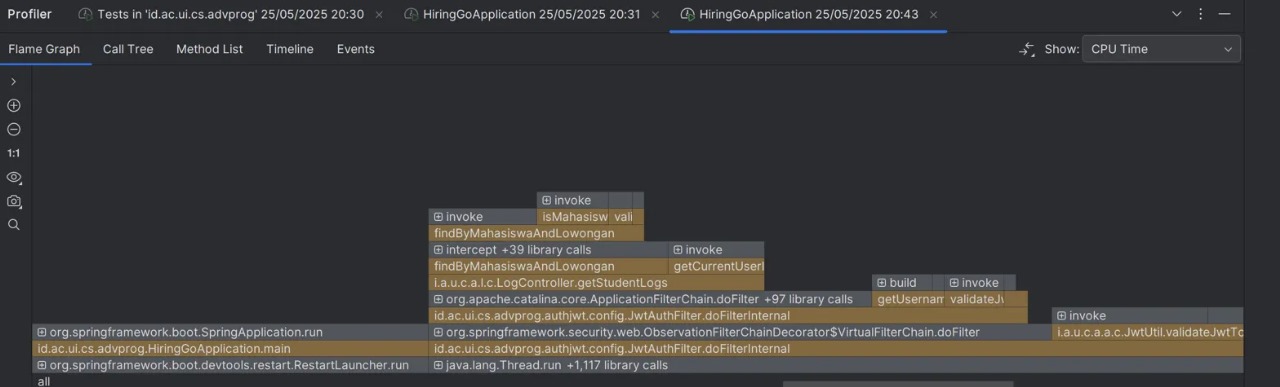 Profiler Tests in 'id.ac.ui.cs.advprog' 25/05/2025 20:30 HiringGoApplication 25/05/2025 20:31 HiringGoApplication 25/05/2025 20:43
Flame Graph Call Tree Method List Timeline Events Show: CPU Time
1:1
invoke
invoke isMahasisw vali
findByMahasiswaAndLowongan
intercept +39 library calls invoke
findByMahasiswaAndLowongan getCurrentUserI
i.a.u.c.a.l.c.LogController.getStudentLogs build invoke
org.apache.catalina.core.ApplicationFilterChain.doFilter +97 library calls getUsernam validateJw
id.ac.ui.cs.advprog.authjwt.config.JwtAuthFilter.doFilterInternal invoke
org.springframework.boot.SpringApplication.run org.springframework.security.web.ObservationFilterChainDecorator$VirtualFilterChain.doFilter i.a.u.c.a.a.c.JwtUtil.validateJwtTo
id.ac.ui.cs.advprog.HiringGoApplication.main id.ac.ui.cs.advprog.authjwt.config.JwtAuthFilter.doFilterInternal
org.springframework.boot.devtools.restart.RestartLauncher.run java.lang.Thread.run +1,117 library calls
all